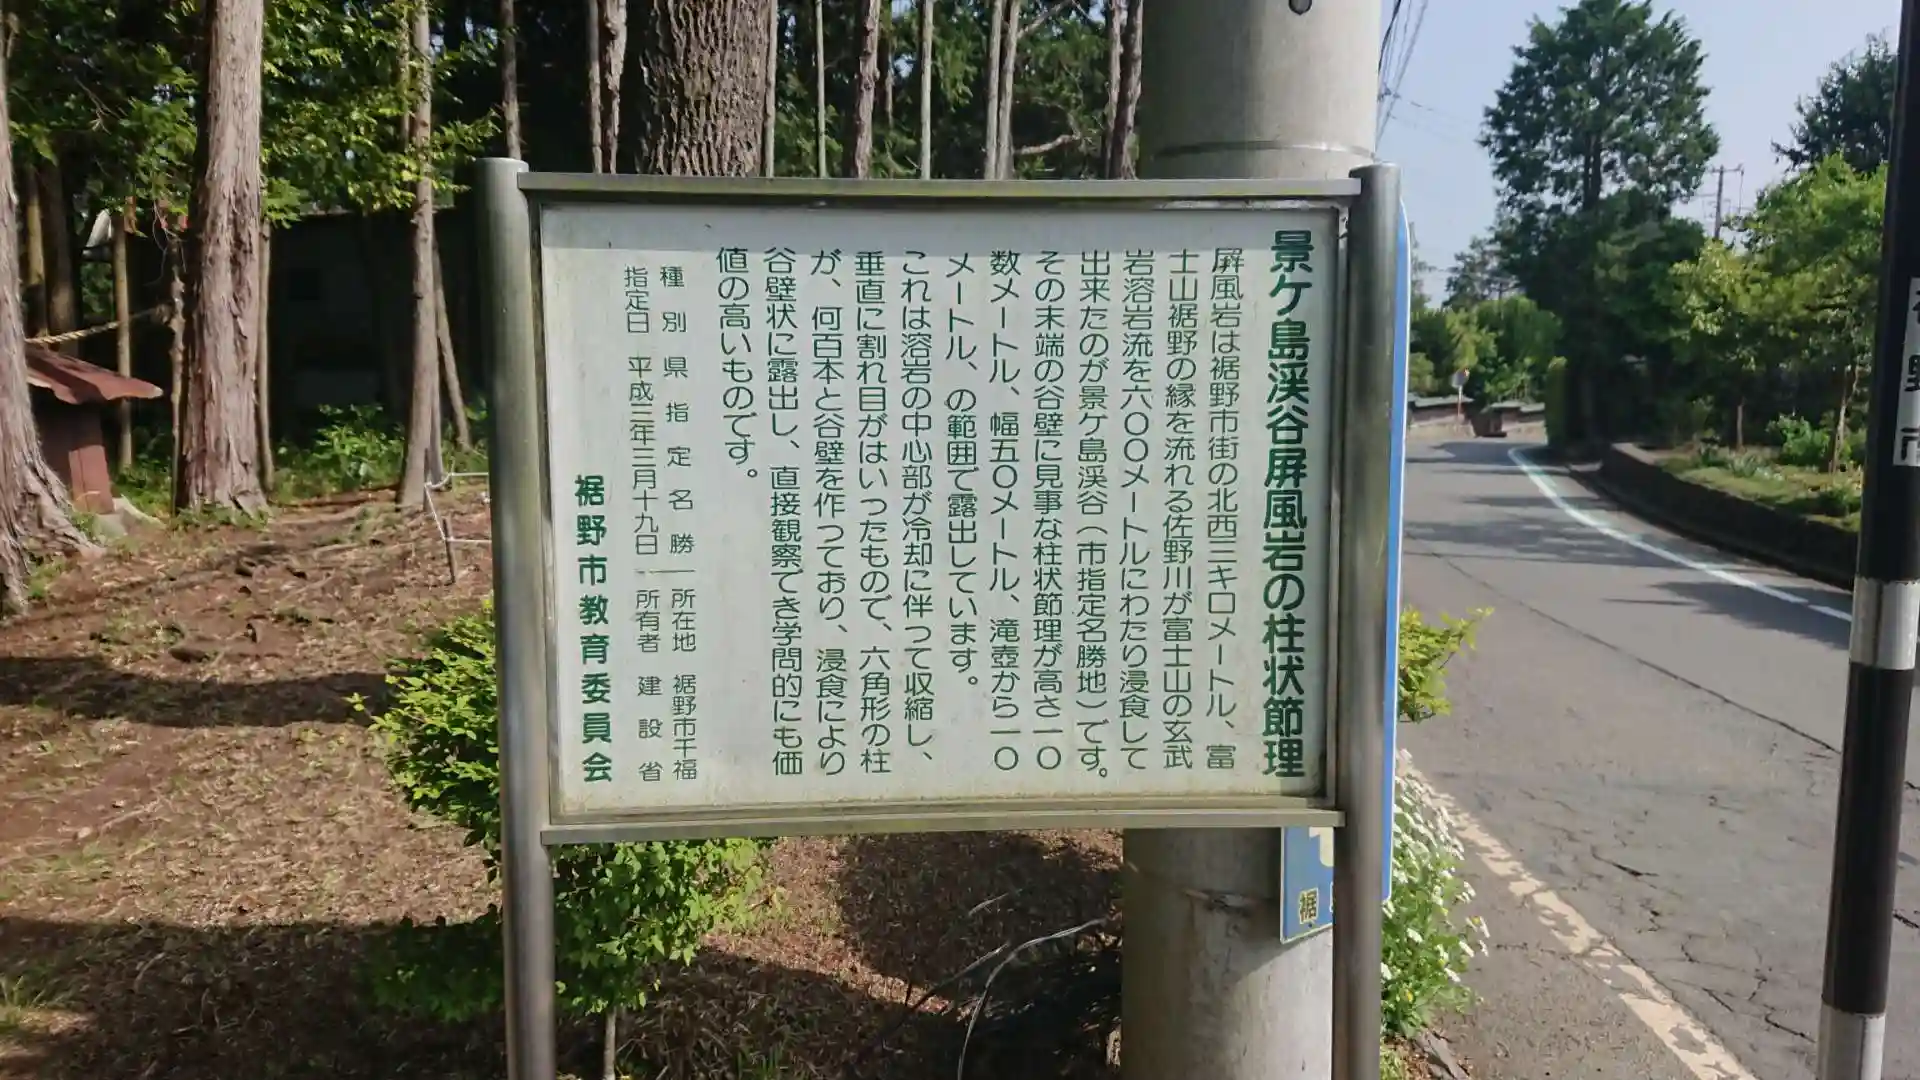 景ケ島渓谷屏風岩の柱状節理
屏風岩は裾野市街の北西三キロメートル、富
士山裾野の縁を流れる佐野川が富士山の玄武
岩溶岩流を六〇〇メートルにわたり浸食して
出来たのが景ケ島渓谷（市指定名勝地）です。
その末端の谷壁に見事な柱状節理が高さ一〇
数メートル、幅五〇メートル、滝壺から一〇
メートル、の範囲で露出しています。
これは溶岩の中心部が冷却に伴つて収縮し、
垂直に割れ目がはいったもので、六角形の柱
が、何百本と谷壁を作っており、浸食により
谷壁状に露出し、直接観察でき学問的にも価
値の高いものです。
種別 県指定名勝 所在地 裾野市千福
指定日 平成三年三月十九日 所有者 建設省
裾野市教育委員会
裾
野
市